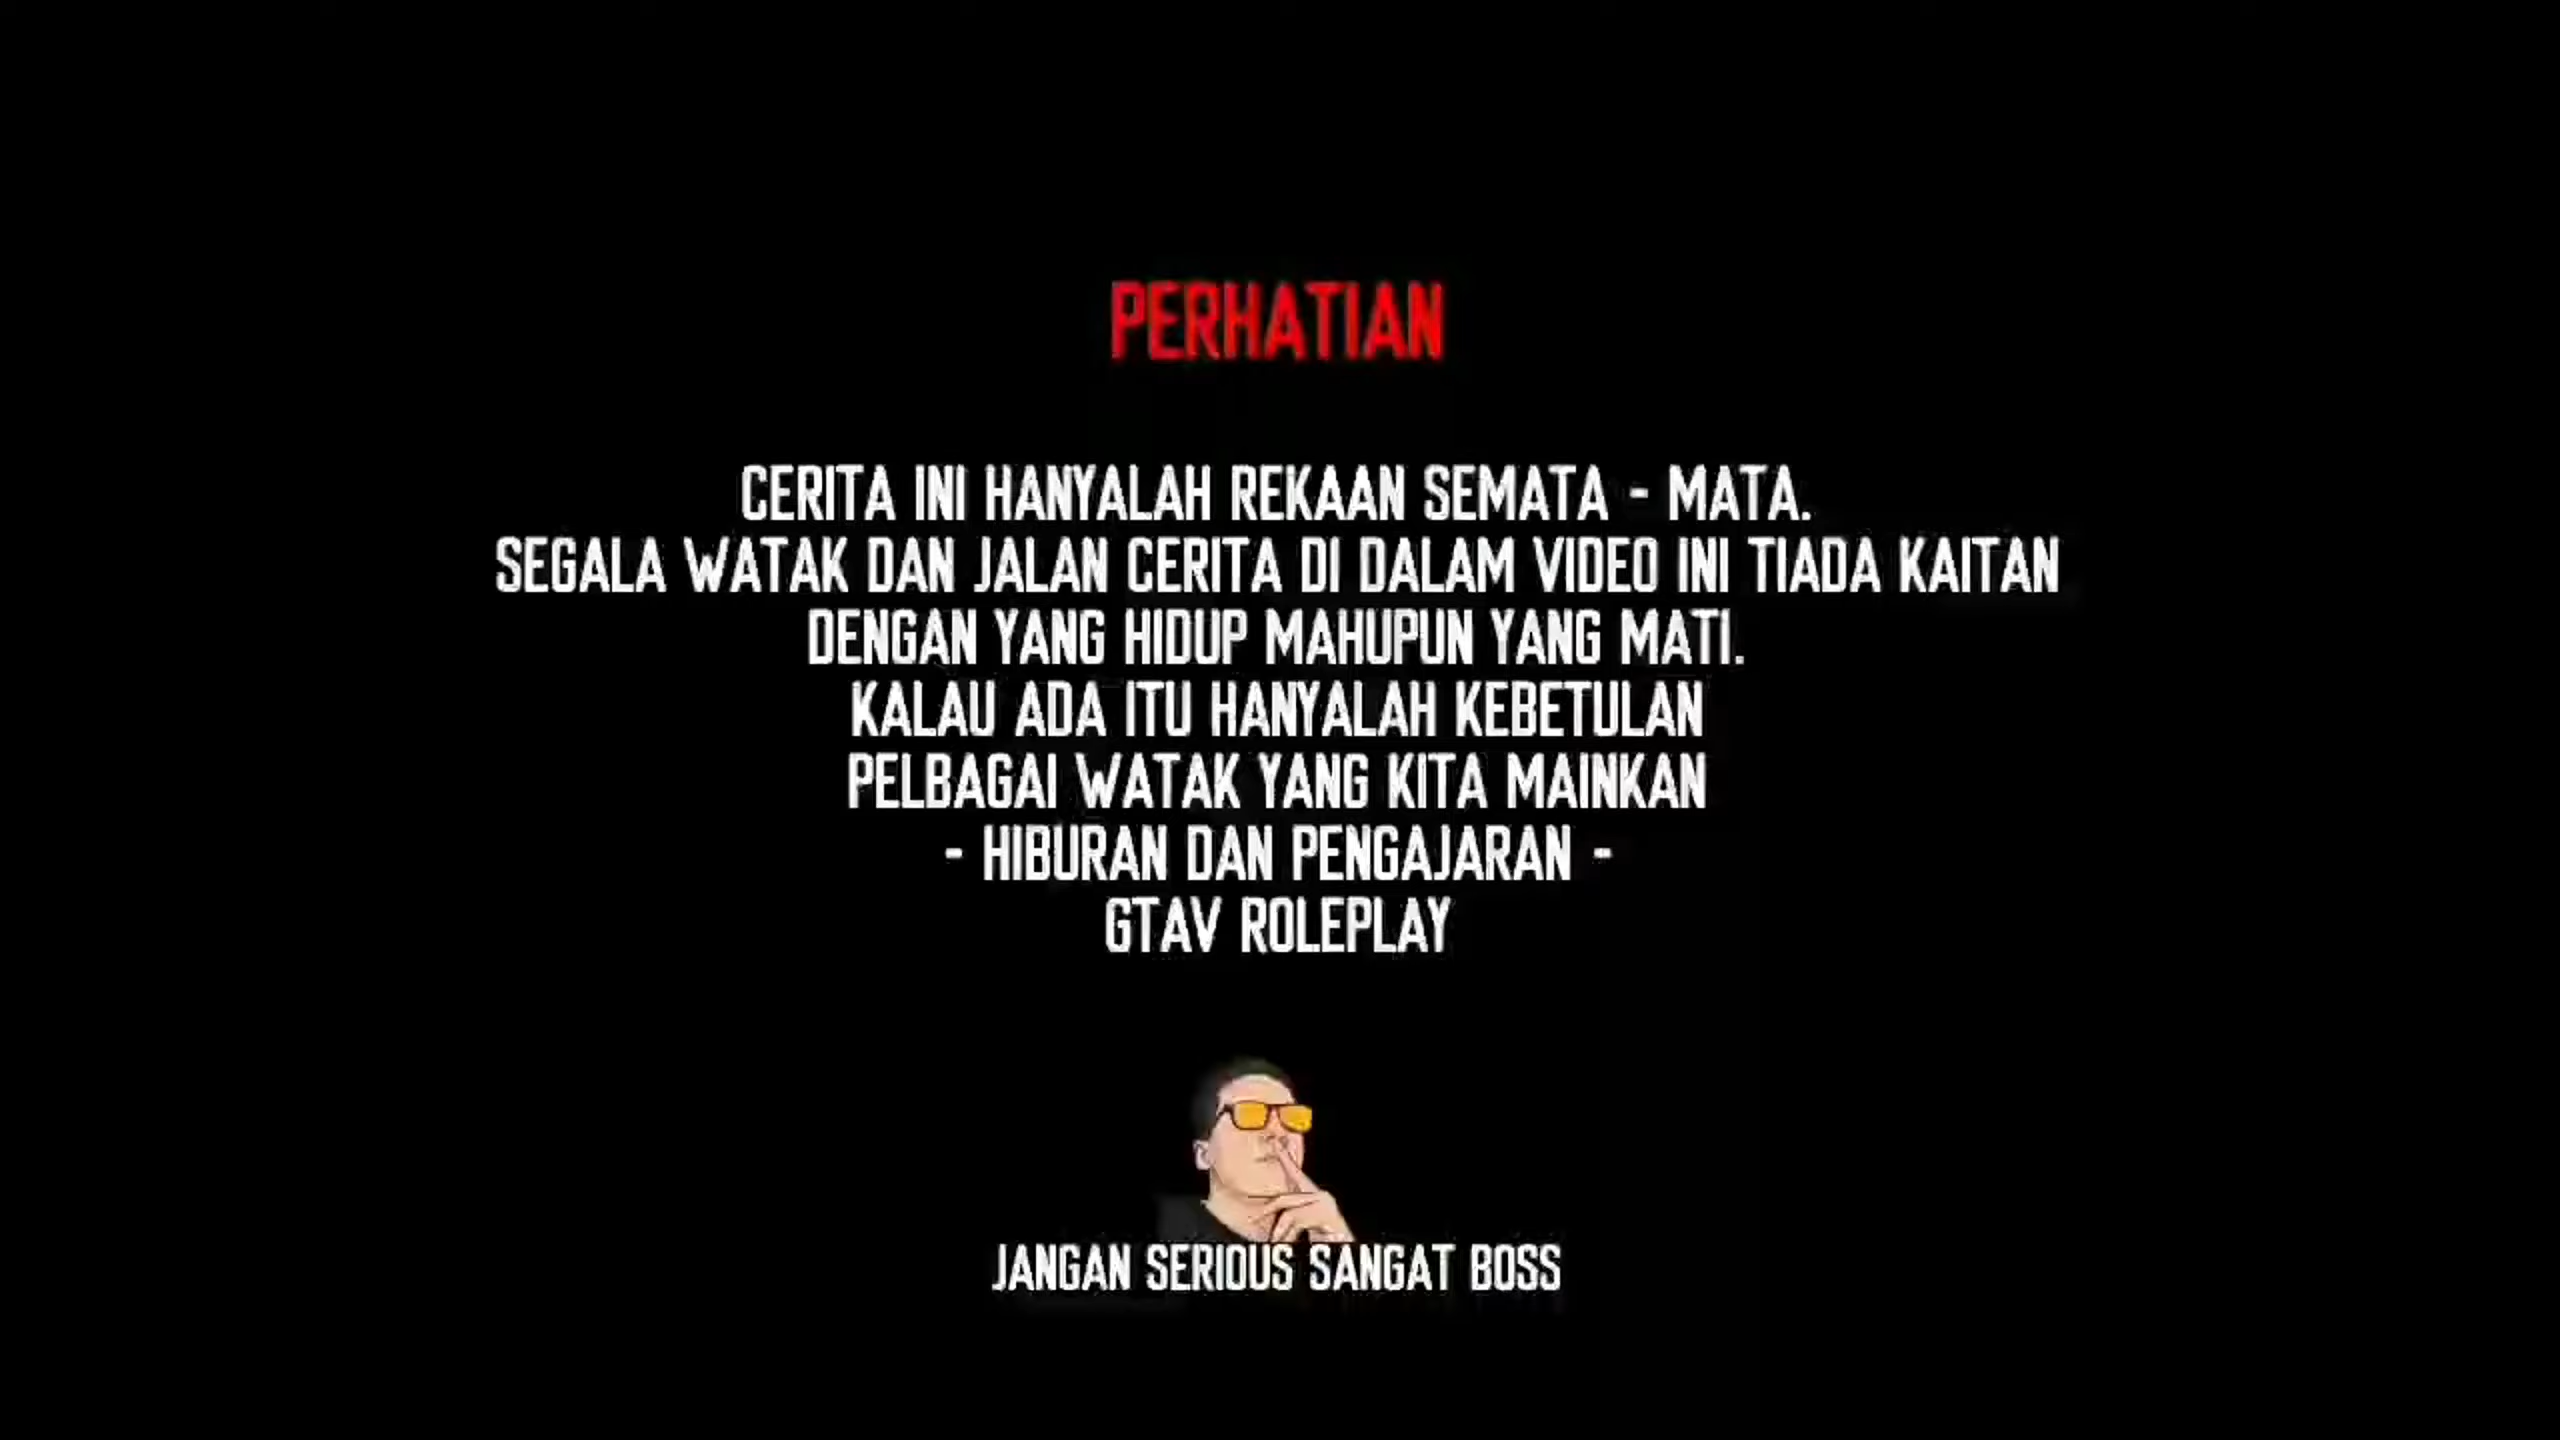 PERHATIAN
CERITA INI HANYALAH REKAAN SEMATA - MATA.
SEGALA WATAK DAN JALAN CERITA DI DALAM VIDEO INI TIADA KAITAN
DENGAN YANG HIDUP MAHUPUN YANG MATI.
KALAU ADA ITU HANYALAH KEBETULAN
PELBAGAI WATAK YANG KITA MAINKAN
- HIBURAN DAN PENGAJARAN -
GTAV ROLEPLAY
JANGAN SERIOUS SANGAT BOSS